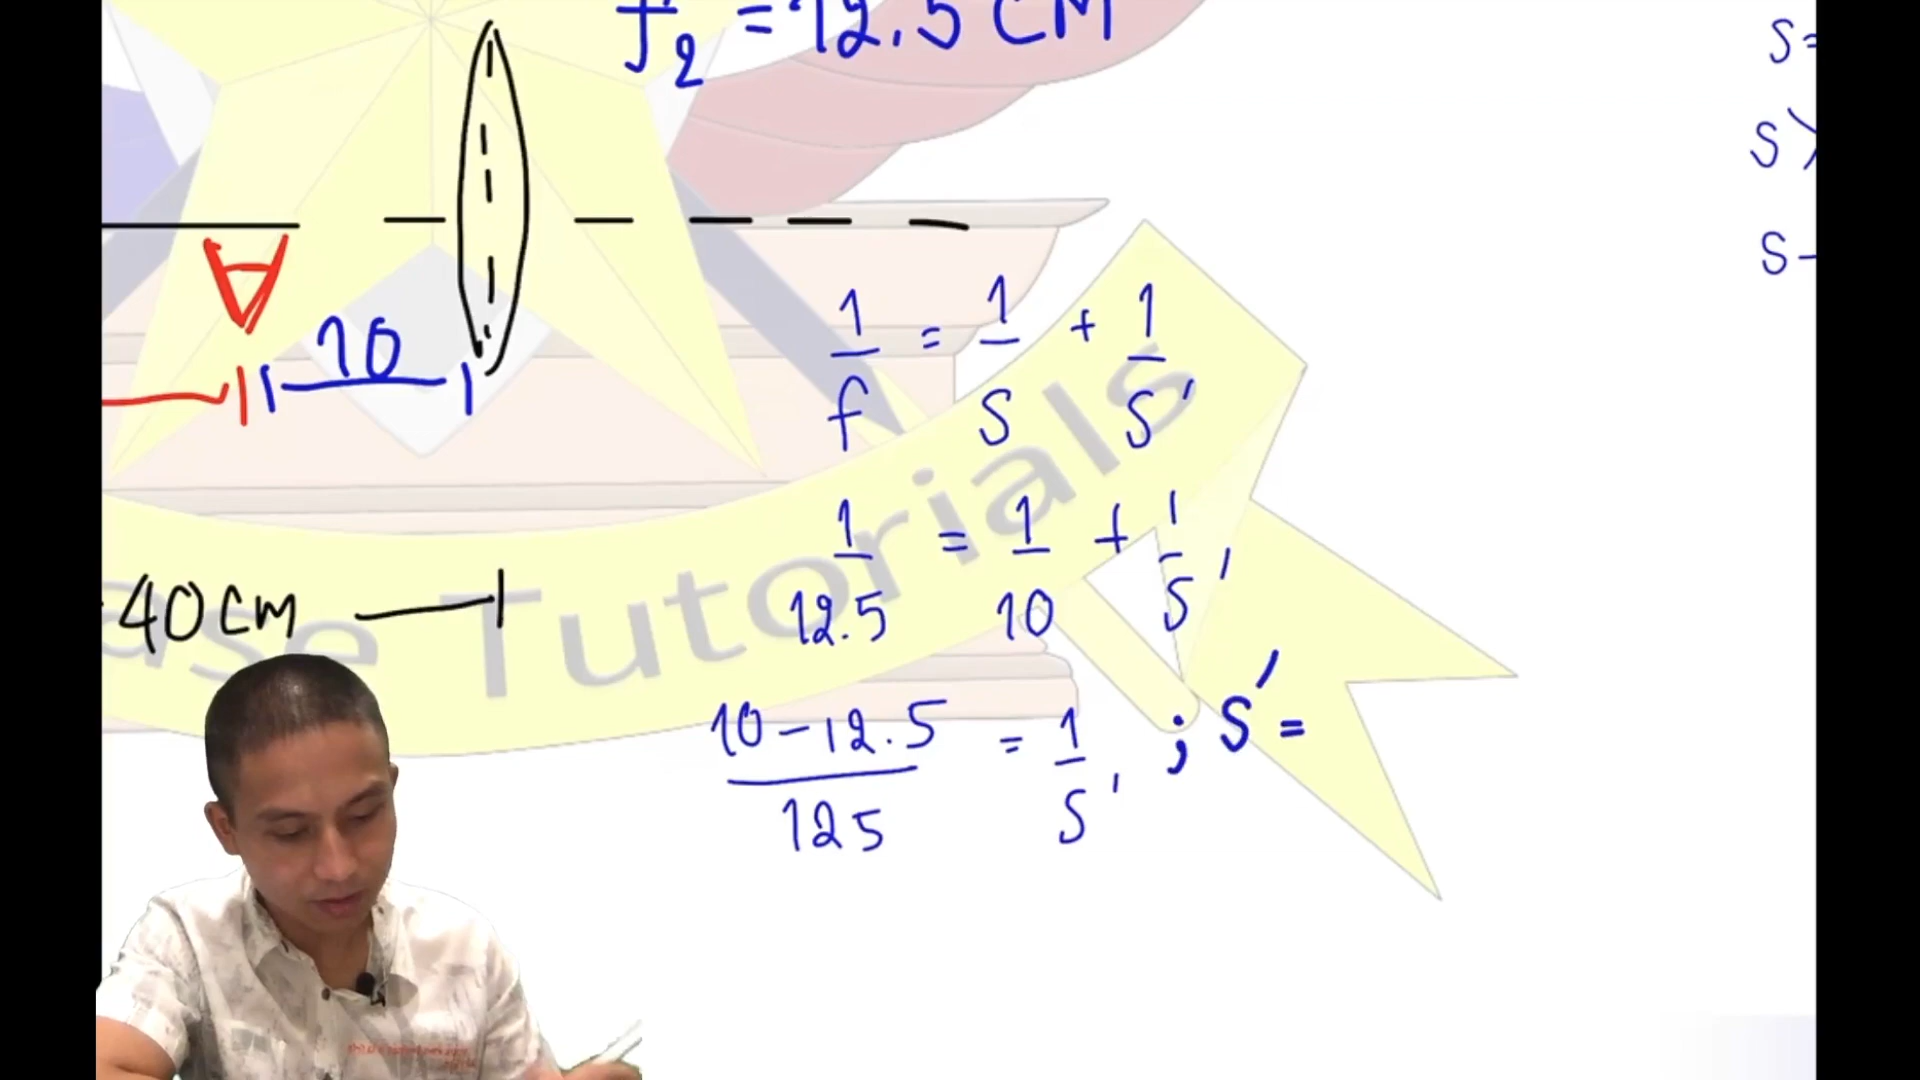 f₂ = 12.5 CM
S=
S
S-
A
10
1/f = 1/S + 1/S'
1/12.5 = 1/10 + 1/S'
40 CM
ase Tutorials
(10-12.5)/125 = 1/S' ; S' =